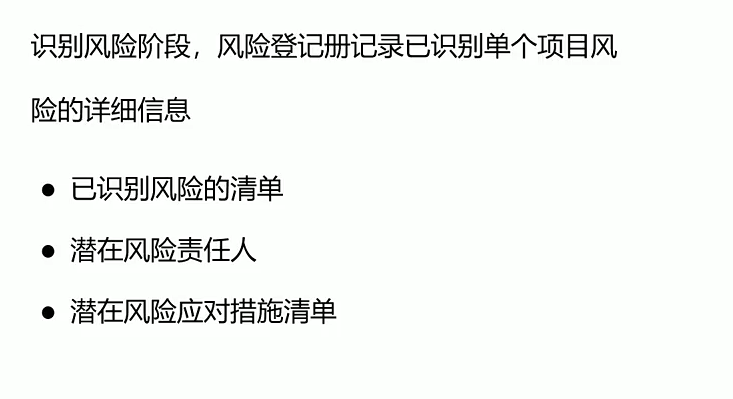 识别风险阶段，风险登记册记录已识别单个项目风
险的详细信息
● 已识别风险的清单
● 潜在风险责任人
● 潜在风险应对措施清单